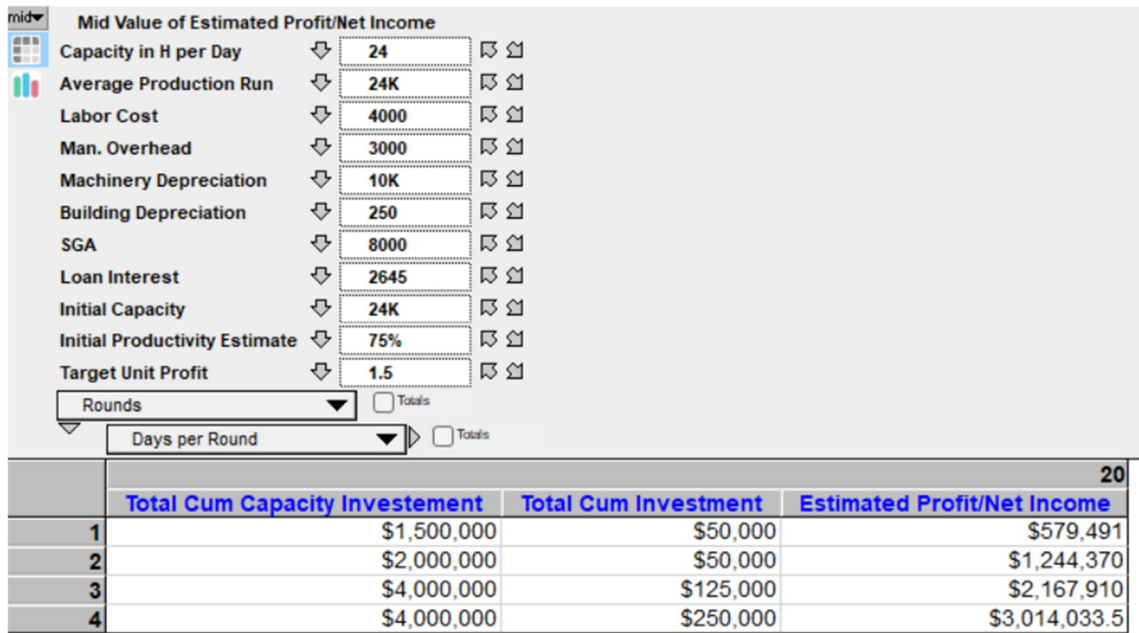 mid Mid Value of Estimated Profit/Net Income
Capacity in H per Day 24
Average Production Run 24K
Labor Cost 4000
Man. Overhead 3000
Machinery Depreciation 10K
Building Depreciation 250
SGA 8000
Loan Interest 2645
Initial Capacity 24K
Initial Productivity Estimate 75%
Target Unit Profit 1.5
Rounds Totals
Days per Round Totals
20
Total Cum Capacity Investement Total Cum Investment Estimated Profit/Net Income
1 $1,500,000 $50,000 $579,491
2 $2,000,000 $50,000 $1,244,370
3 $4,000,000 $125,000 $2,167,910
4 $4,000,000 $250,000 $3,014,033.5